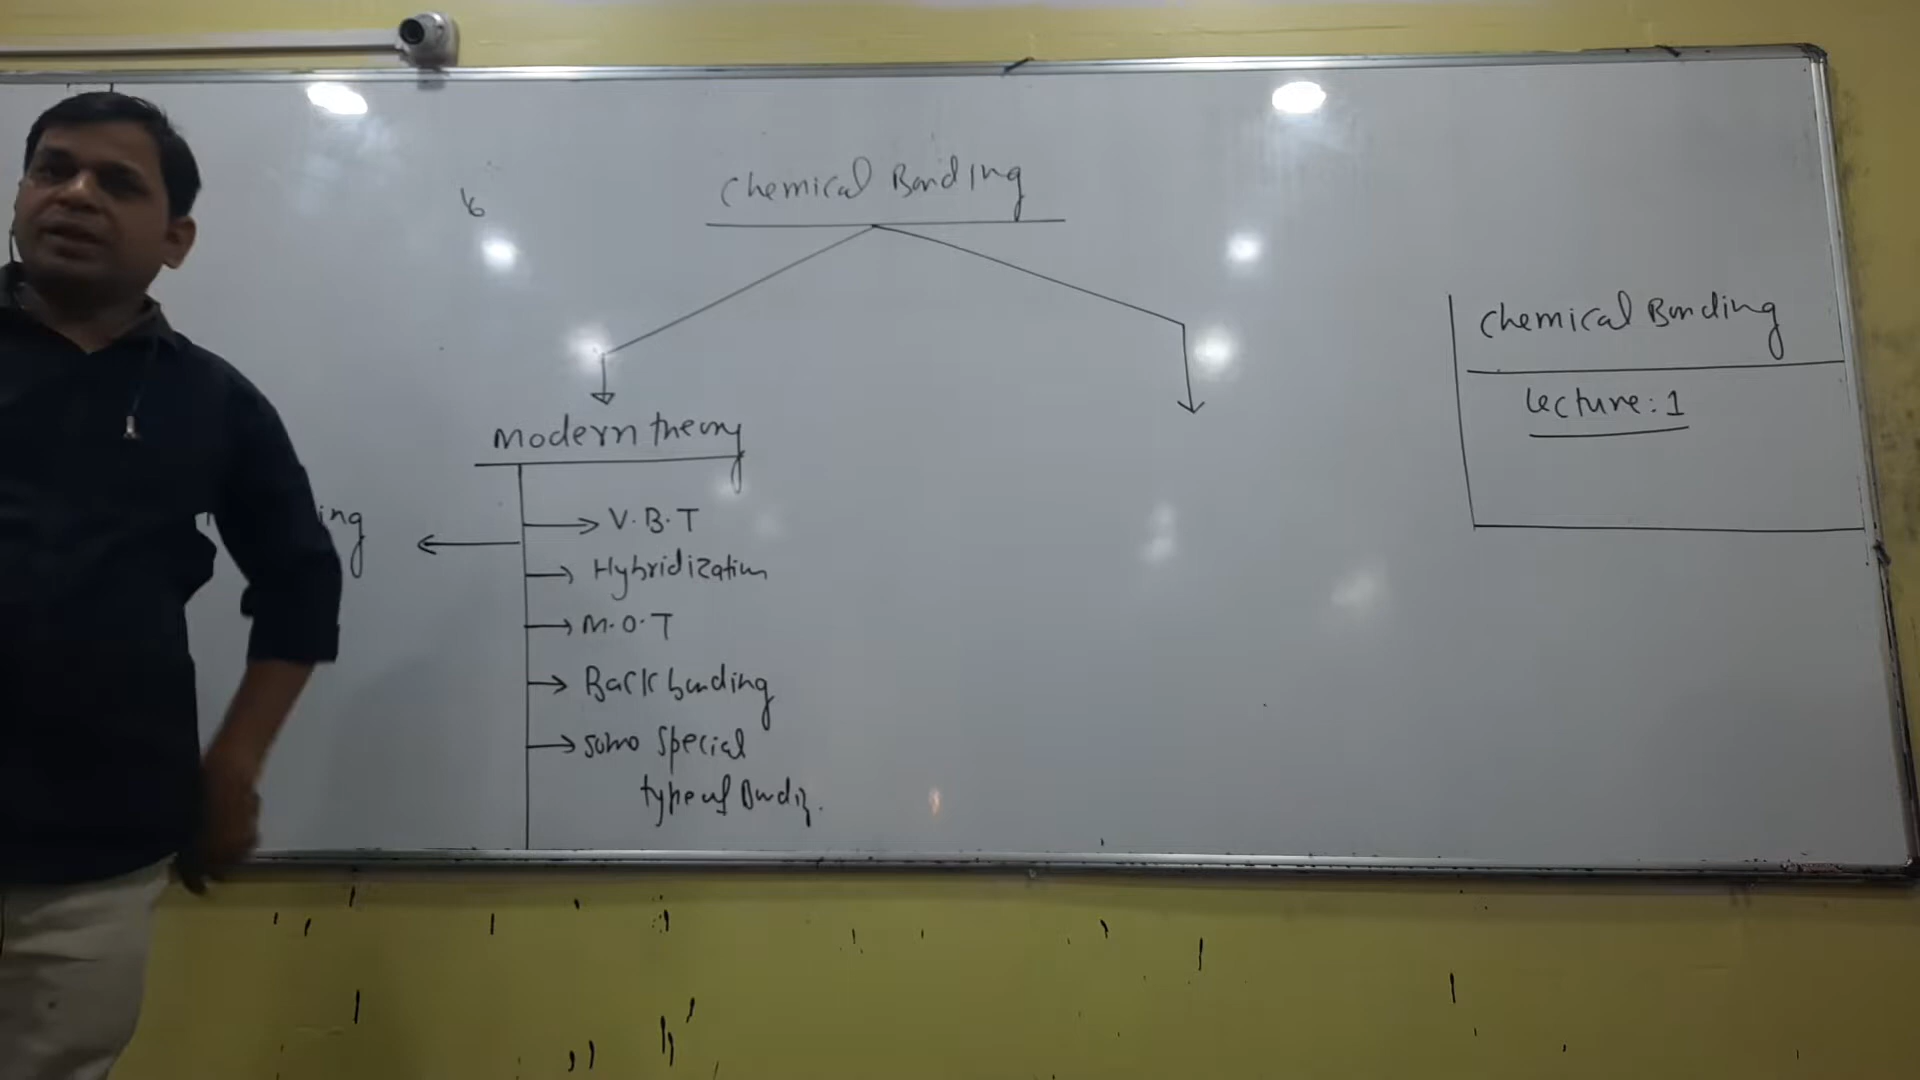 Chemical Bonding
Chemical Bonding
Lecture: 1
Modern theory
V.B.T
ing
Hybridization
M.O.T
Back bonding
some special
type of Bonding.